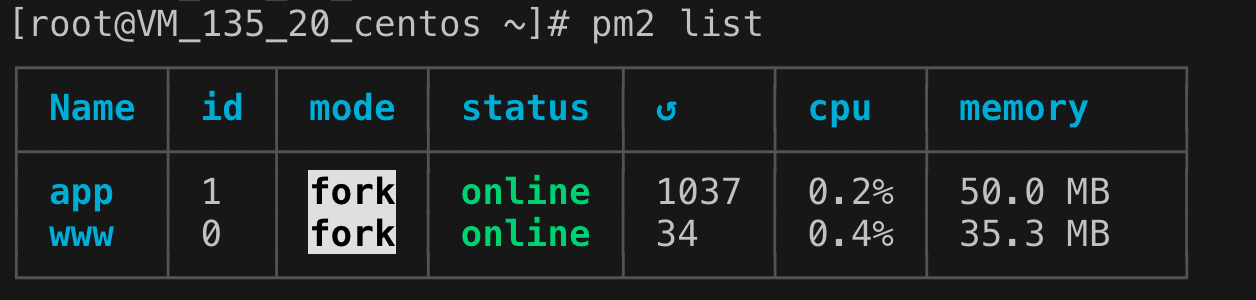 [root@VM_135_20_centos ~]# pm2 list
Name id mode status ↺ cpu memory
app 1 fork online 1037 0.2% 50.0 MB
www 0 fork online 34 0.4% 35.3 MB